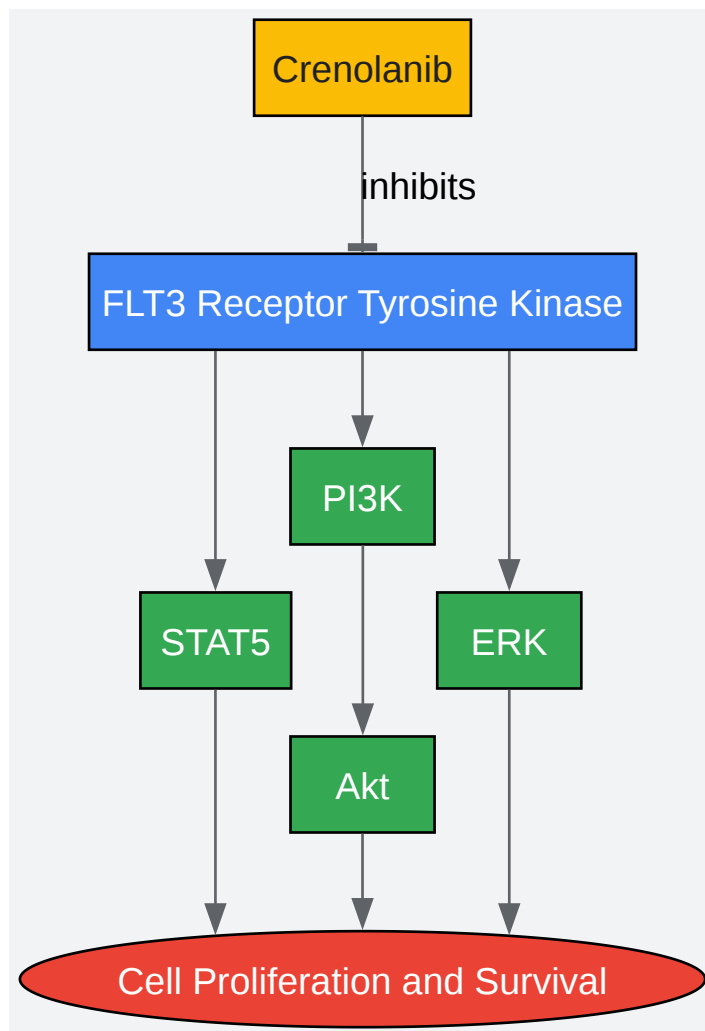 Crenolanib
inhibits
FLT3 Receptor Tyrosine Kinase
PI3K
STAT5
ERK
Akt
Cell Proliferation and Survival